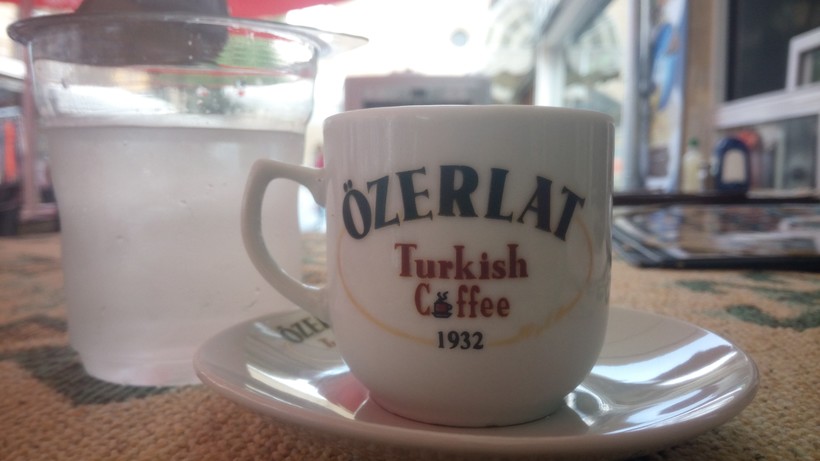 ÖZERLAT
Turkish
Coffee
1932